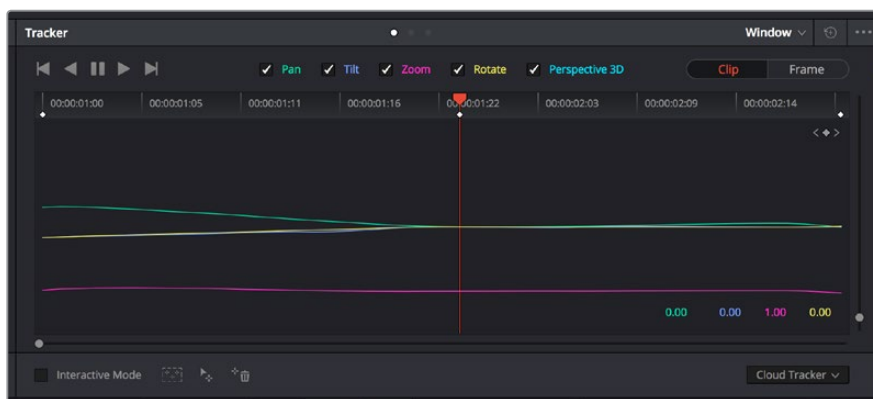 Tracker
Window
Pan Tilt Zoom Rotate Perspective 3D Clip Frame
00:00:01:00 00:00:01:05 00:00:01:11 00:00:01:16 00:00:01:22 00:00:02:03 00:00:02:09 00:00:02:14
0.00 0.00 1.00 0.00
Interactive Mode Cloud Tracker